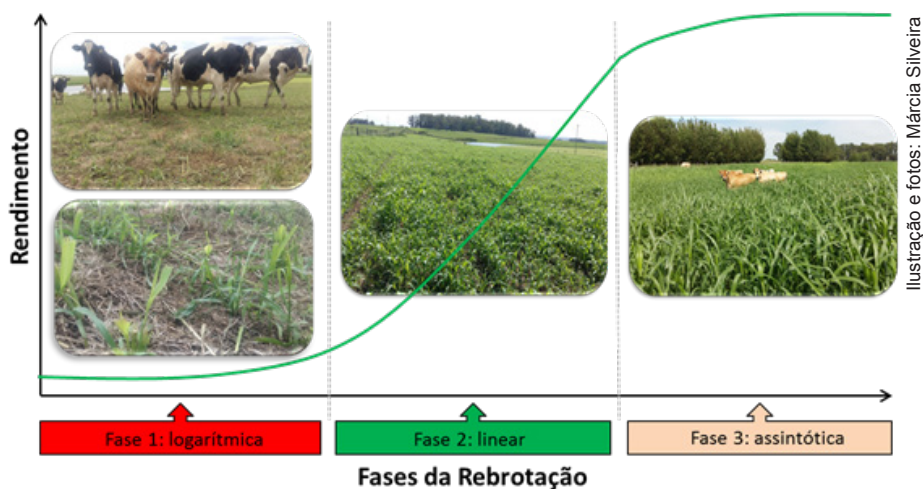 Rendimento
Fase 1: logarítmica
Fase 2: linear
Fase 3: assintótica
Fases da Rebrotação
Ilustração e fotos: Márcia Silveira